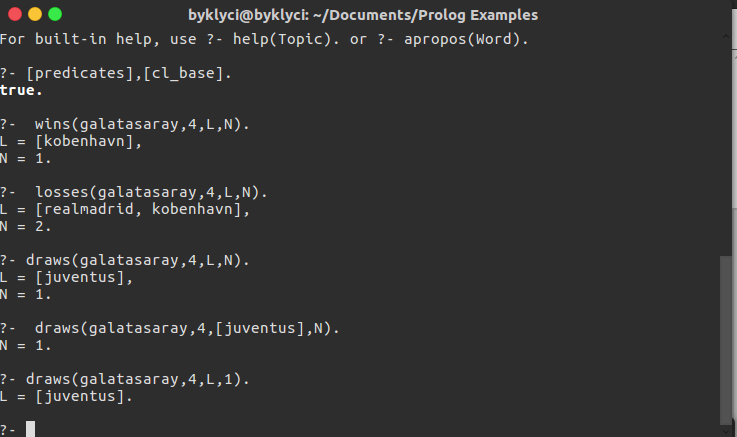 byklyci@byklyci: ~/Documents/Prolog Examples
For built-in help, use ?- help(Topic). or ?- apropos(Word).
?- [predicates],[cl_base].
true.
?-  wins(galatasaray,4,L,N).
L = [kobenhavn],
N = 1.
?-  losses(galatasaray,4,L,N).
L = [realmadrid, kobenhavn],
N = 2.
?- draws(galatasaray,4,L,N).
L = [juventus],
N = 1.
?-  draws(galatasaray,4,[juventus],N).
N = 1.
?- draws(galatasaray,4,L,1).
L = [juventus].
?-